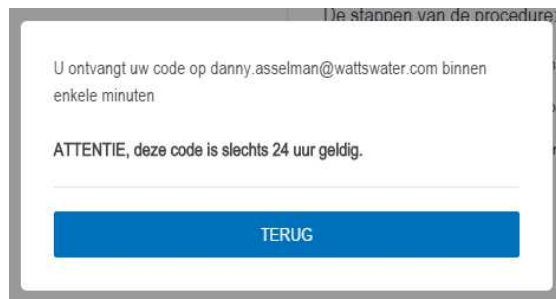 De stappen van de procedure:
U ontvangt uw code op danny.asselman@wattswater.com binnen
enkele minuten
ATTENTIE, deze code is slechts 24 uur geldig.
TERUG